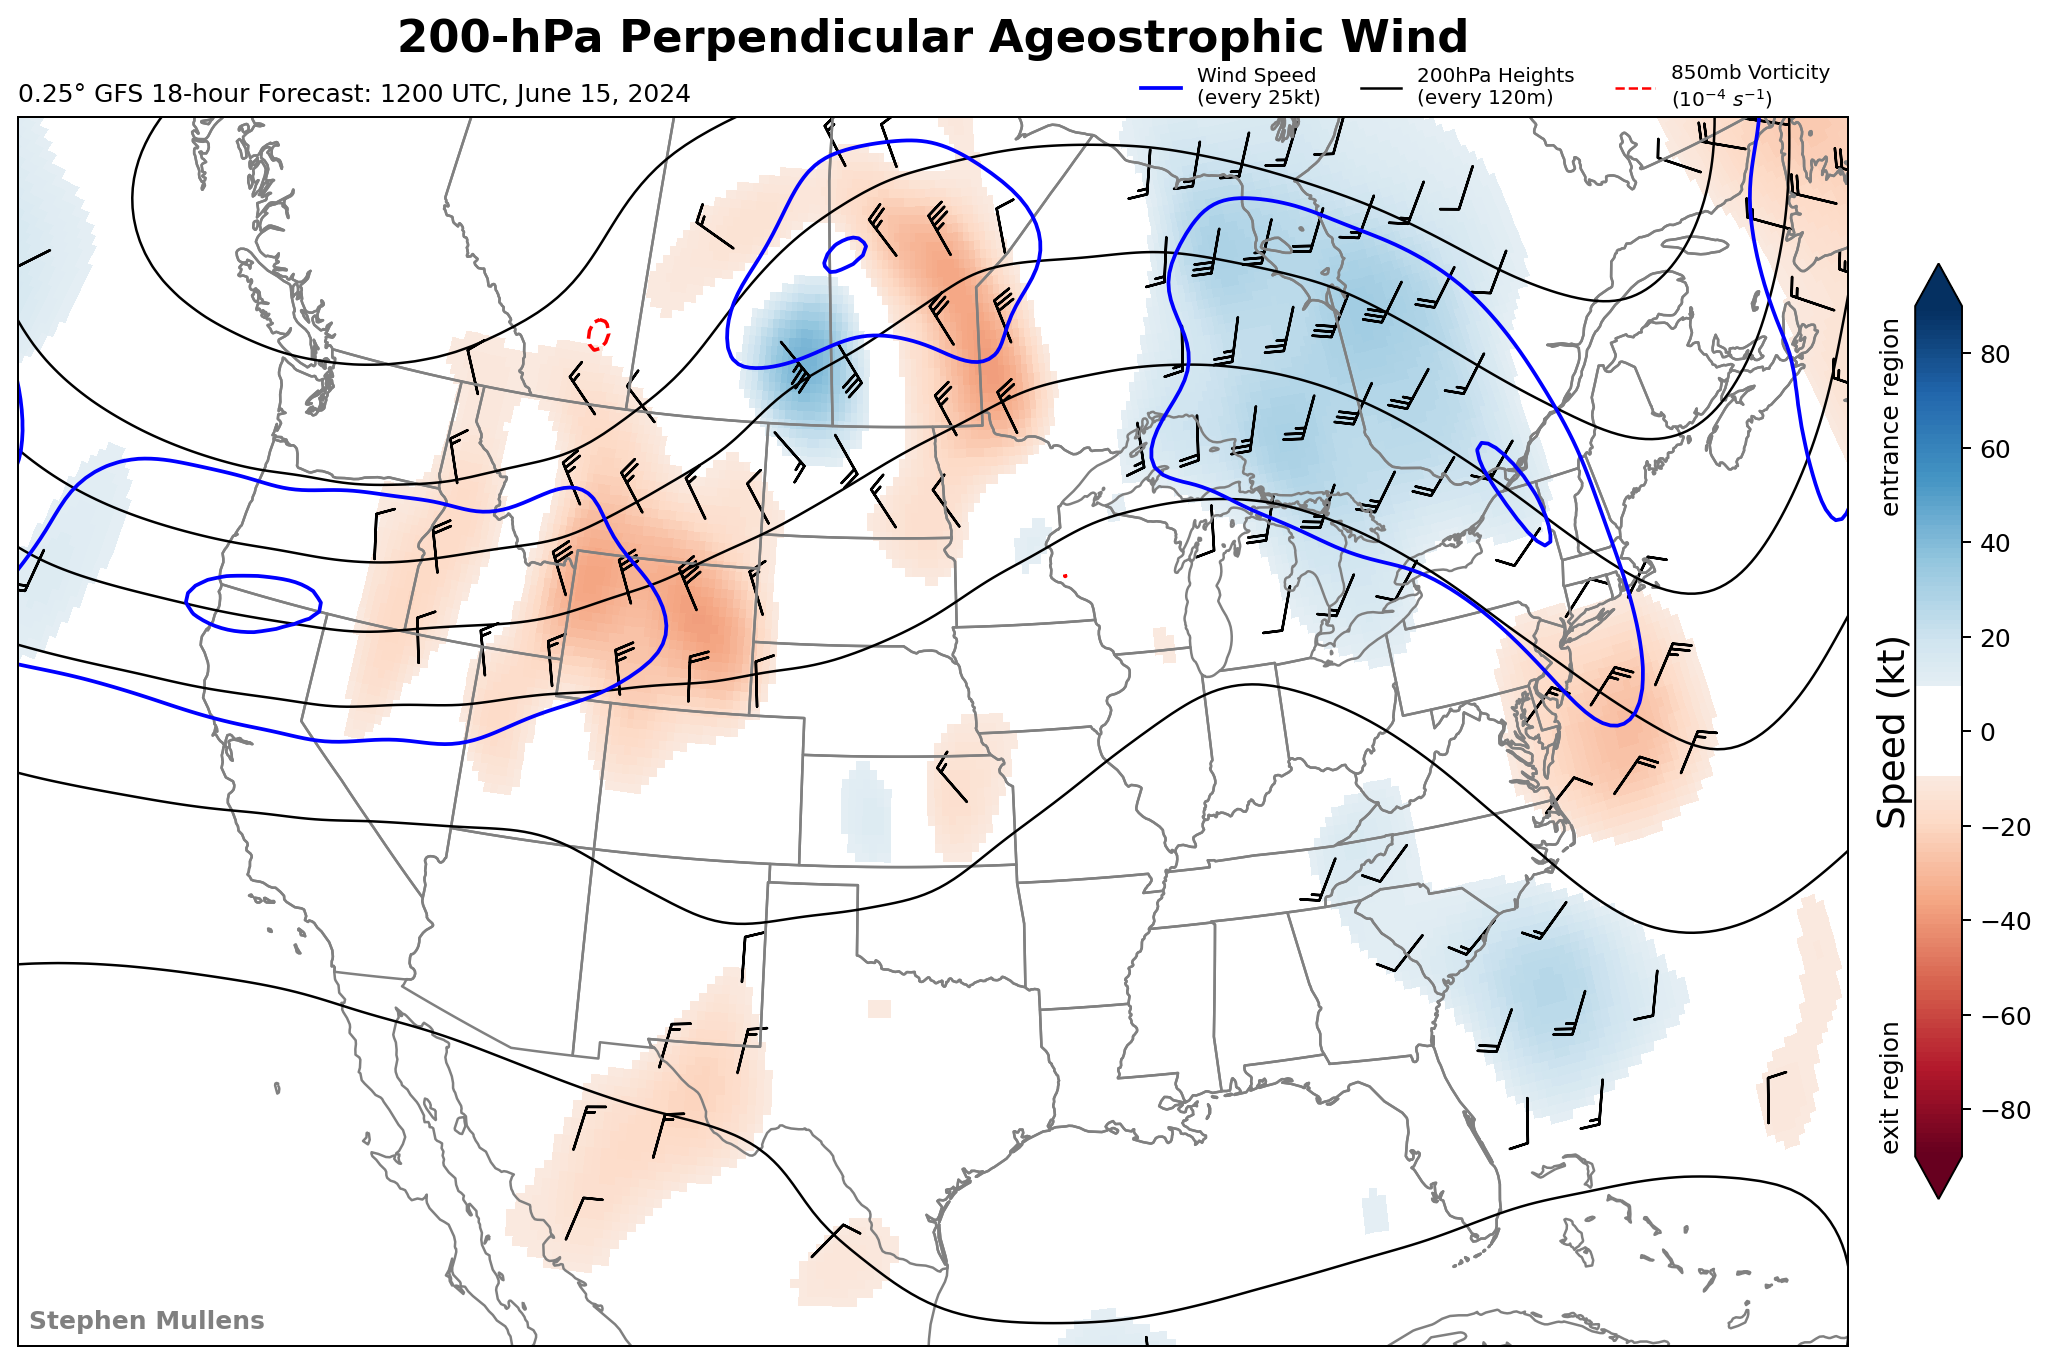 200-hPa Perpendicular Ageostrophic Wind
0.25° GFS 18-hour Forecast: 1200 UTC, June 15, 2024
Wind Speed
(every 25kt)
200hPa Heights
(every 120m)
850mb Vorticity
(10⁻⁴ s⁻¹)
entrance region
Speed (kt)
exit region
80
60
40
20
0
−20
−40
−60
−80
Stephen Mullens